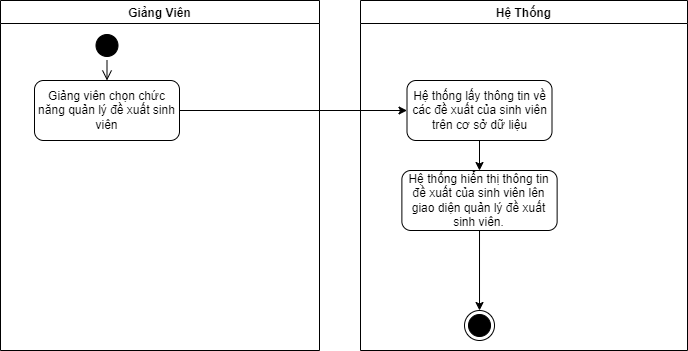 Giảng Viên
Hệ Thống
Giảng viên chọn chức
năng quản lý đề xuất sinh
viên
Hệ thống lấy thông tin về
các đề xuất của sinh viên
trên cơ sở dữ liệu
Hệ thống hiển thị thông tin
đề xuất của sinh viên lên
giao diện quản lý đề xuất
sinh viên.